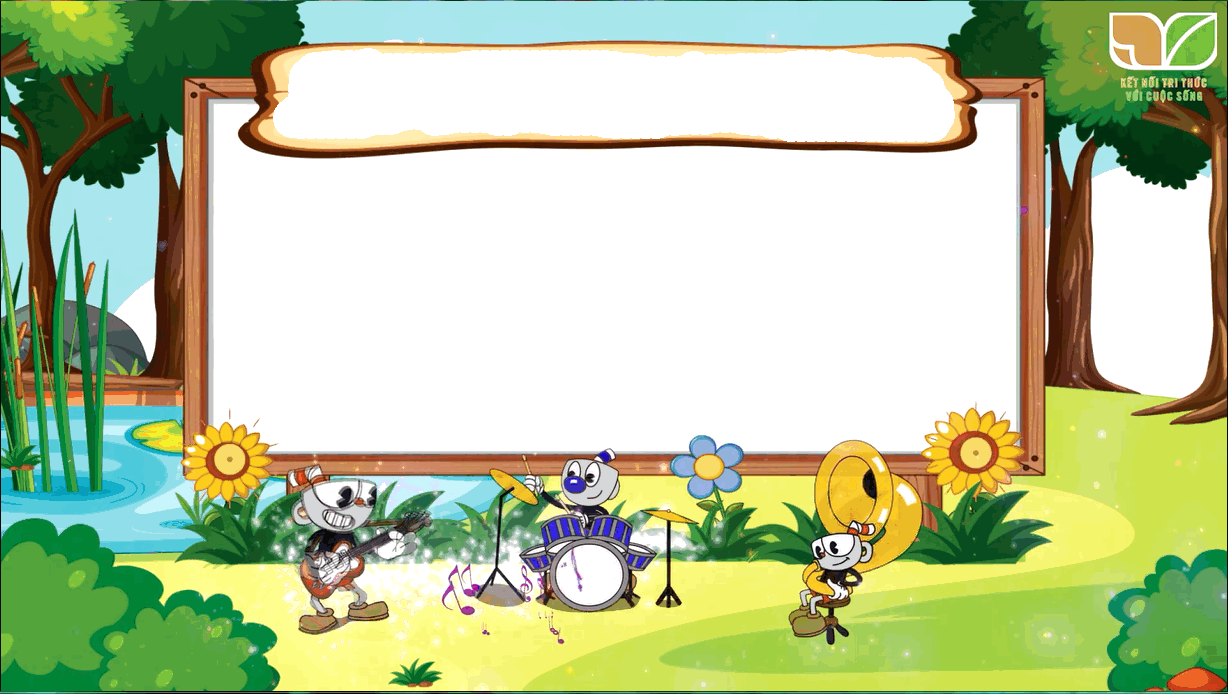 KẾT NỐI TRI THỨC
VỚI CUỘC SỐNG